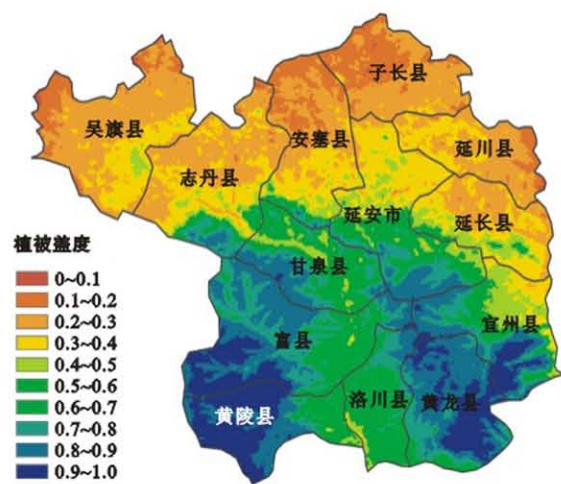 子长县
吴旗县
安塞县
延川县
志丹县
延安市
延长县
植被盖度
甘泉县
0~0.1
0.1~0.2
0.2~0.3
宜州县
0.3~0.4
富县
0.4~0.5
0.5~0.6
洛川县
黄龙县
0.6~0.7
黄陵县
0.7~0.8
0.8~0.9
0.9~1.0